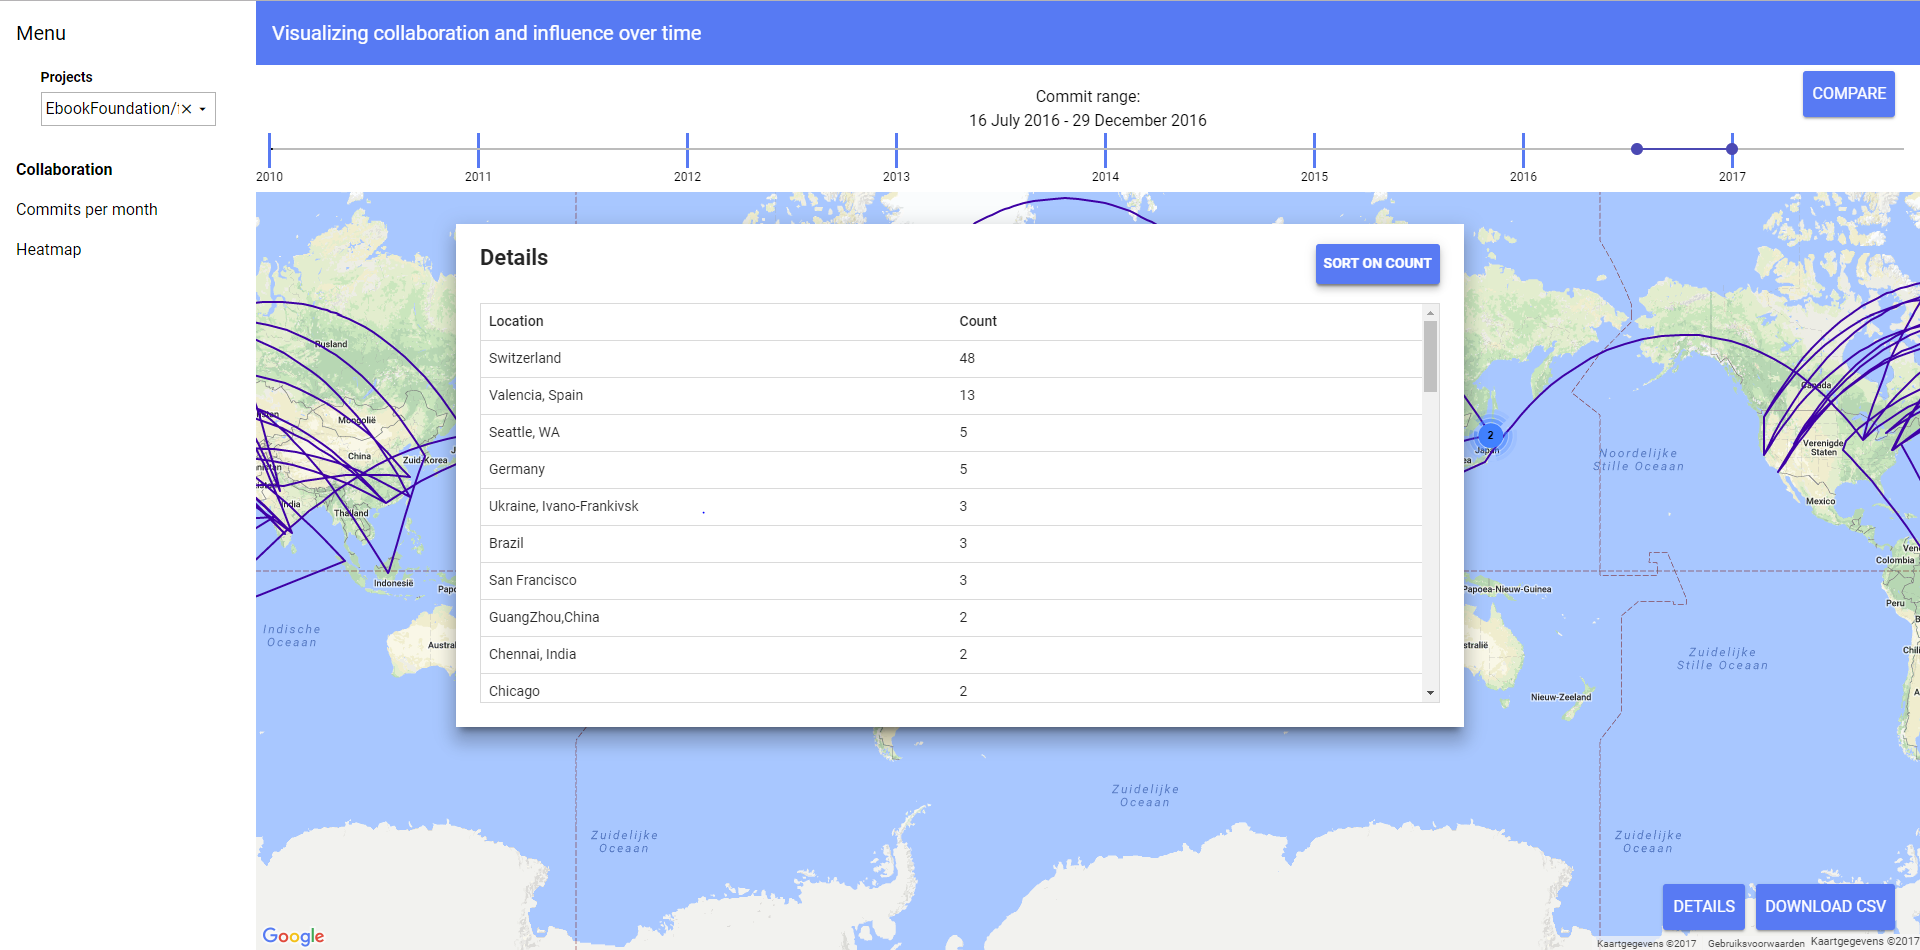 Menu
Visualizing collaboration and influence over time
Projects
EbookFoundation/
Collaboration
Commits per month
Heatmap
COMPARE
Commit range:
16 July 2016 - 29 December 2016
2010
2011
2012
2013
2014
2015
2016
2017
Details
SORT ON COUNT
Location Count
Switzerland 48
Valencia, Spain 13
Seattle, WA 5
Germany 5
Ukraine, Ivano-Frankivsk 3
Brazil 3
San Francisco 3
GuangZhou,China 2
Chennai, India 2
Chicago 2
Rusland
Mongolië
China
Zuid-Korea
India
Thailand
Indonesië
Indische
Oceaan
2
Japan
Canada
Verenigde
Staten
Mexico
Noordelijke
Stille Oceaan
Colombia
Peru
Papoea-Nieuw-Guinea
Zuidelijke
Stille Oceaan
Nieuw-Zeeland
Zuidelijke
Oceaan
Zuidelijke
Oceaan
Zuidelijke
Oceaan
DETAILS
DOWNLOAD CSV
Google
Kaartgegevens ©2017
Gebruiksvoorwaarden
Kaartgegevens ©2017